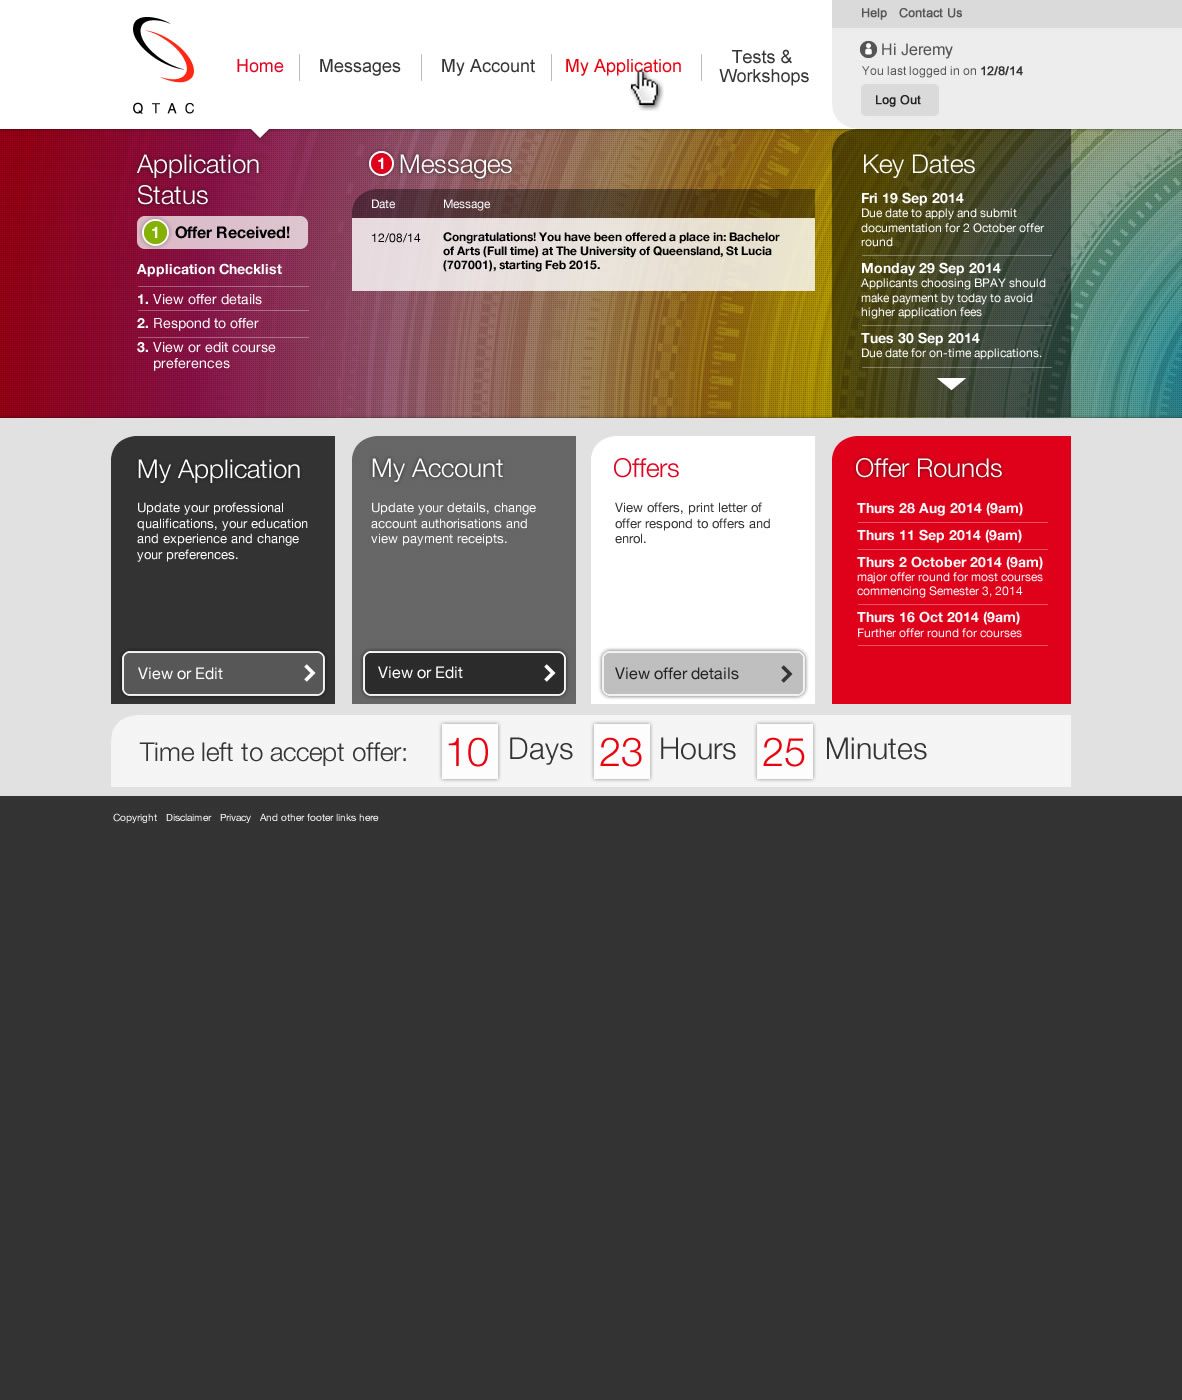 Help Contact Us
Hi Jeremy
You last logged in on 12/8/14
Log Out
QTAC
Home
Messages
My Account
My Application
Tests &
Workshops
Application
Status
1 Offer Received!
Application Checklist
1. View offer details
2. Respond to offer
3. View or edit course
preferences
1 Messages
Date Message
12/08/14 Congratulations! You have been offered a place in: Bachelor
of Arts (Full time) at The University of Queensland, St Lucia
(707001), starting Feb 2015.
Key Dates
Fri 19 Sep 2014
Due date to apply and submit
documentation for 2 October offer
round
Monday 29 Sep 2014
Applicants choosing BPAY should
make payment by today to avoid
higher application fees
Tues 30 Sep 2014
Due date for on-time applications.
My Application
Update your professional
qualifications, your education
and experience and change
your preferences.
View or Edit
My Account
Update your details, change
account authorisations and
view payment receipts.
View or Edit
Offers
View offers, print letter of
offer respond to offers and
enrol.
View offer details
Offer Rounds
Thurs 28 Aug 2014 (9am)
Thurs 11 Sep 2014 (9am)
Thurs 2 October 2014 (9am)
major offer round for most courses
commencing Semester 3, 2014
Thurs 16 Oct 2014 (9am)
Further offer round for courses
Time left to accept offer: 10 Days 23 Hours 25 Minutes
Copyright Disclaimer Privacy And other footer links here